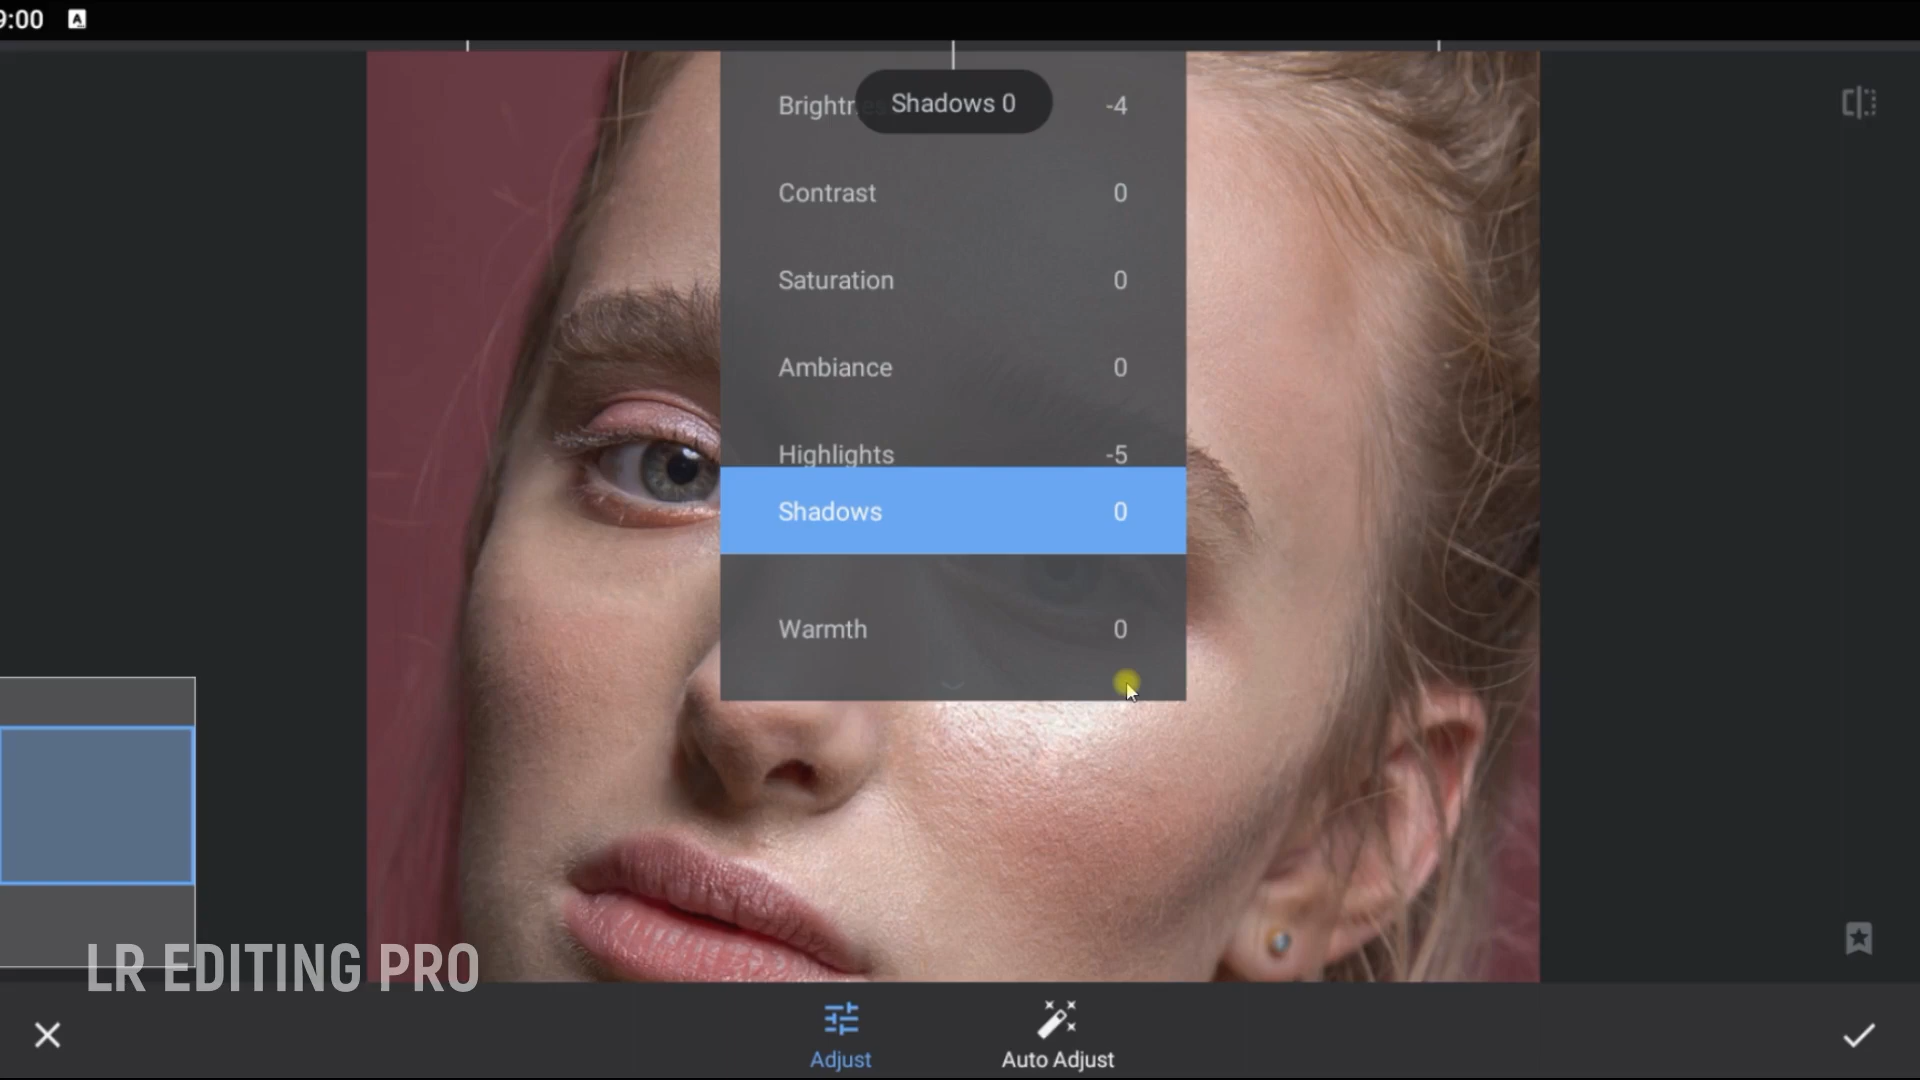 9:00 A
Shadows 0
Brightnes -4
Contrast 0
Saturation 0
Ambiance 0
Highlights -5
Shadows 0
Warmth 0
LR EDITING PRO
Adjust
Auto Adjust